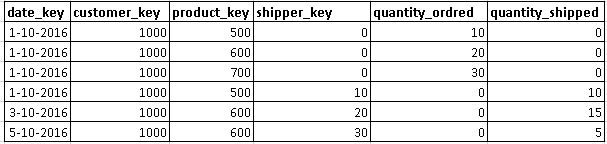 date_key customer_key product_key shipper_key quantity_ordred quantity_shipped
1-10-2016 1000 500 0 10 0
1-10-2016 1000 600 0 20 0
1-10-2016 1000 700 0 30 0
1-10-2016 1000 500 10 0 10
3-10-2016 1000 600 20 0 15
5-10-2016 1000 600 30 0 5